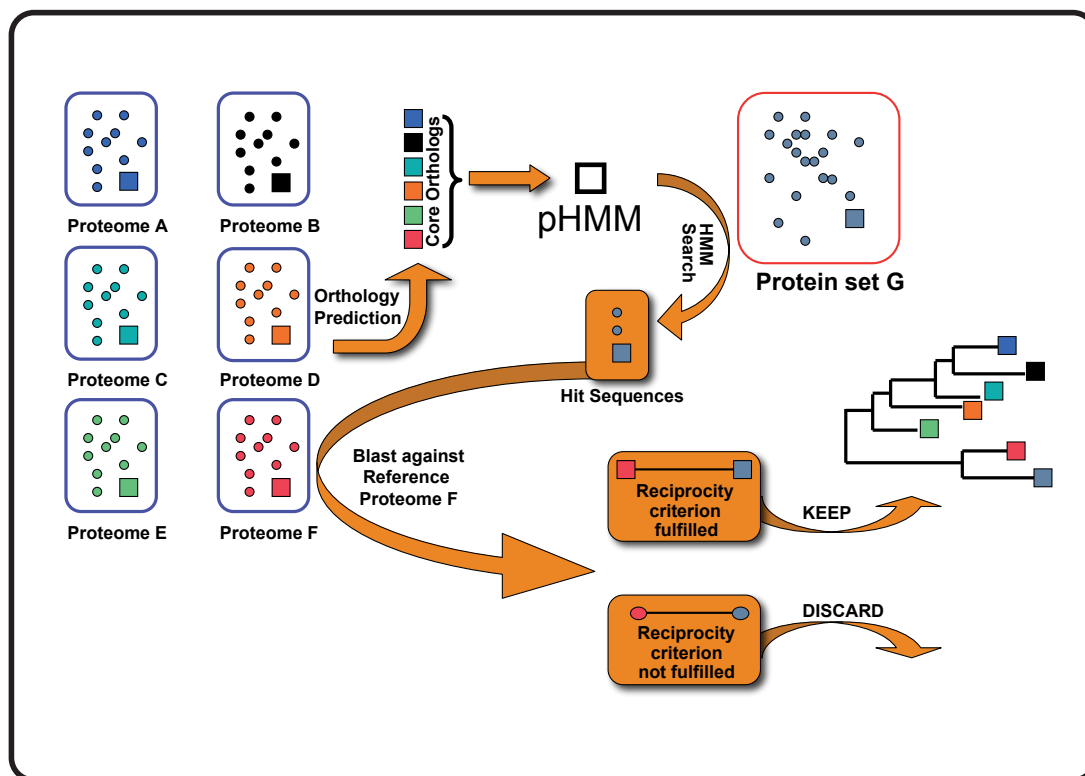 Proteome A
Proteome B
Proteome C
Proteome D
Proteome E
Proteome F
Orthology
Prediction
Core Orthologs
pHMM
HMM
Search
Protein set G
Hit Sequences
Blast against
Reference
Proteome F
Reciprocity
criterion
fulfilled
KEEP
Reciprocity
criterion
not fulfilled
DISCARD